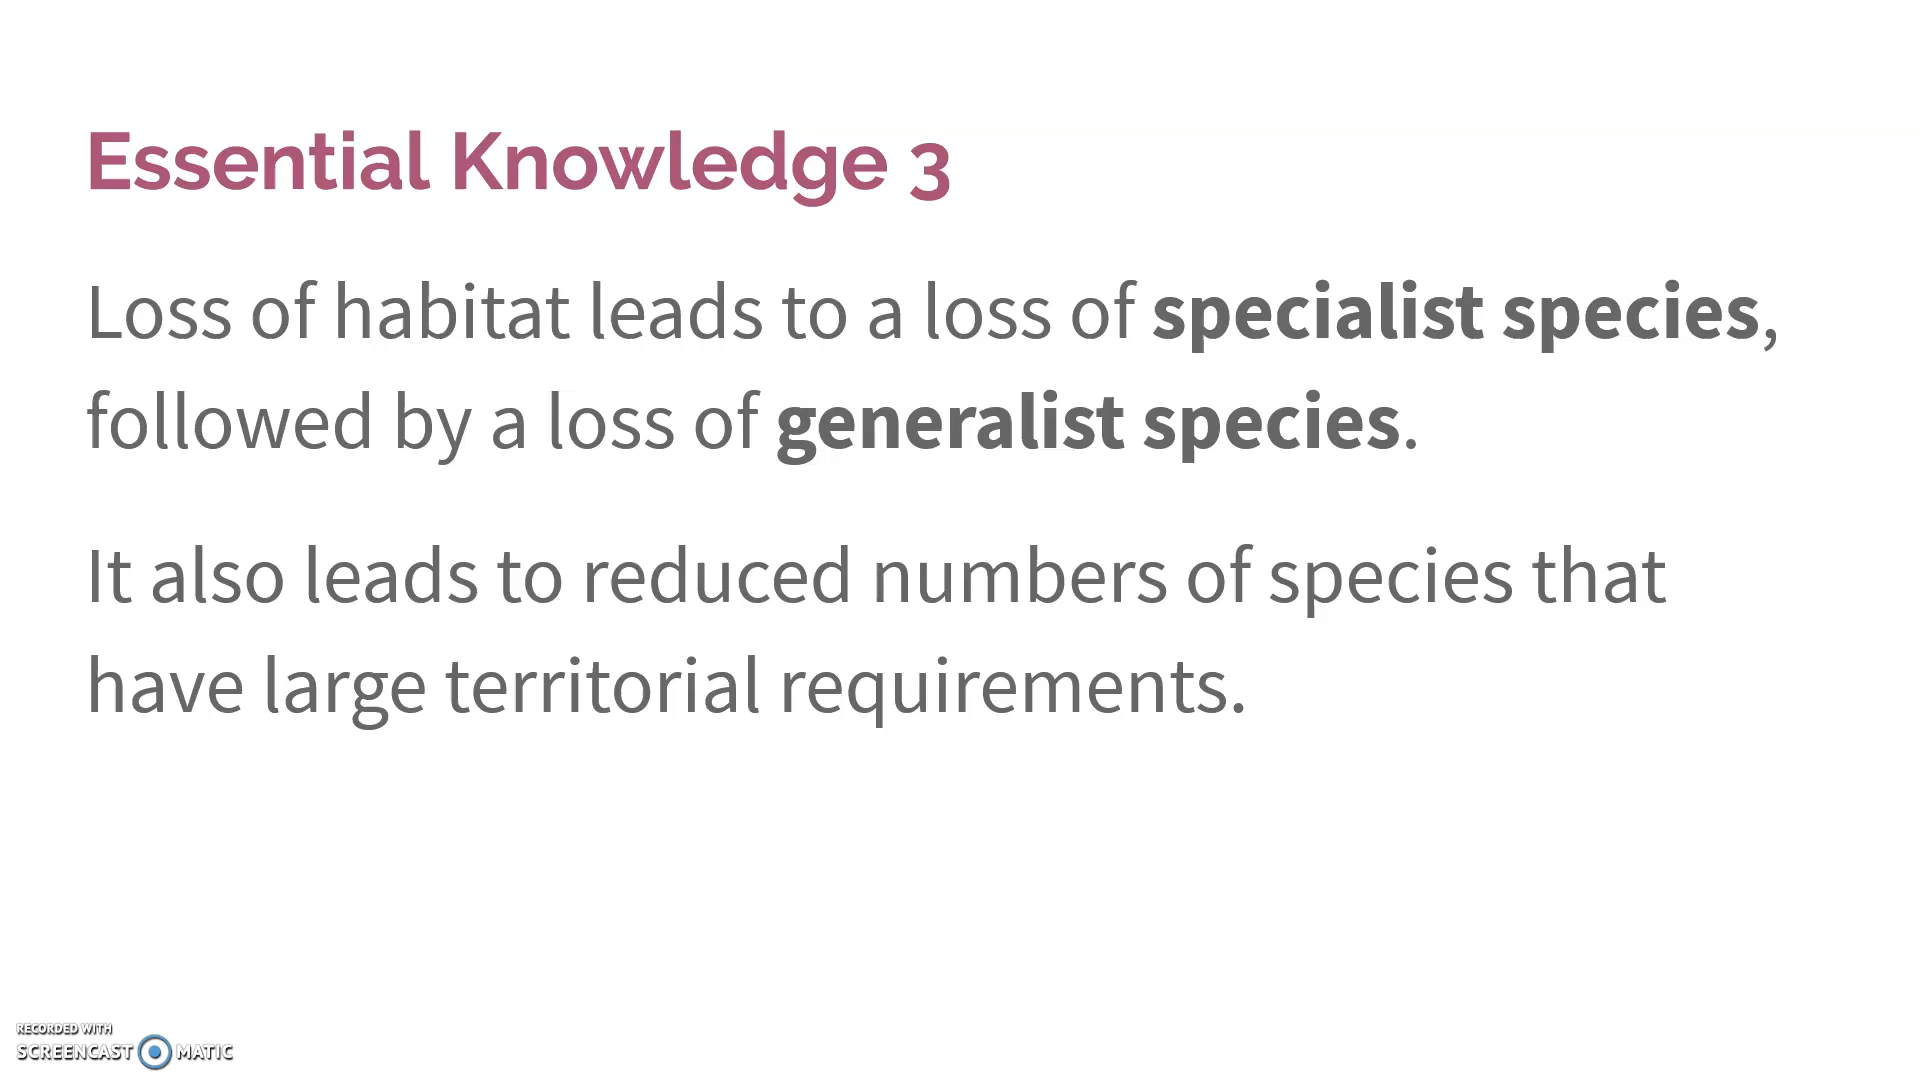 Essential Knowledge 3
Loss of habitat leads to a loss of specialist species,
followed by a loss of generalist species.
It also leads to reduced numbers of species that
have large territorial requirements.
RECORDED WITH
SCREENCAST MATIC